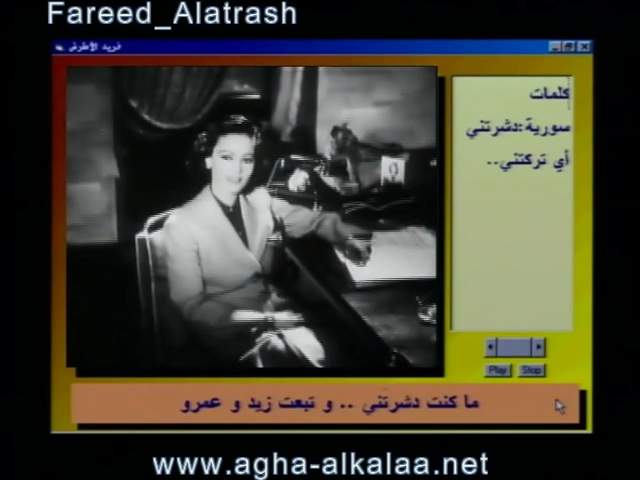 Fareed_Alatrash
فريد الأطرش
كلمات
سورية:دشرتني
أي تركتني..
Play
Stop
ما كنت دشرتني .. و تبعت زيد و عمرو
www.agha-alkalaa.net